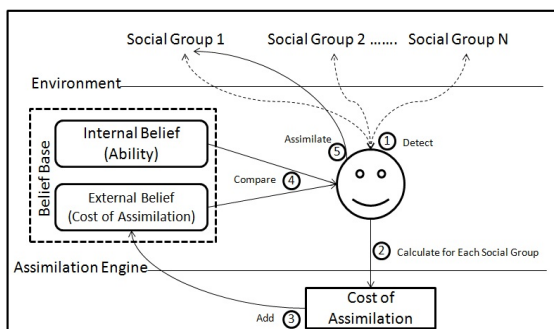 Social Group 1 Social Group 2 ....... Social Group N
Environment
Belief Base
Internal Belief
(Ability)
External Belief
(Cost of Assimilation)
Assimilate
5
1 Detect
Compare 4
2 Calculate for Each Social Group
Assimilation Engine
Add 3
Cost of
Assimilation